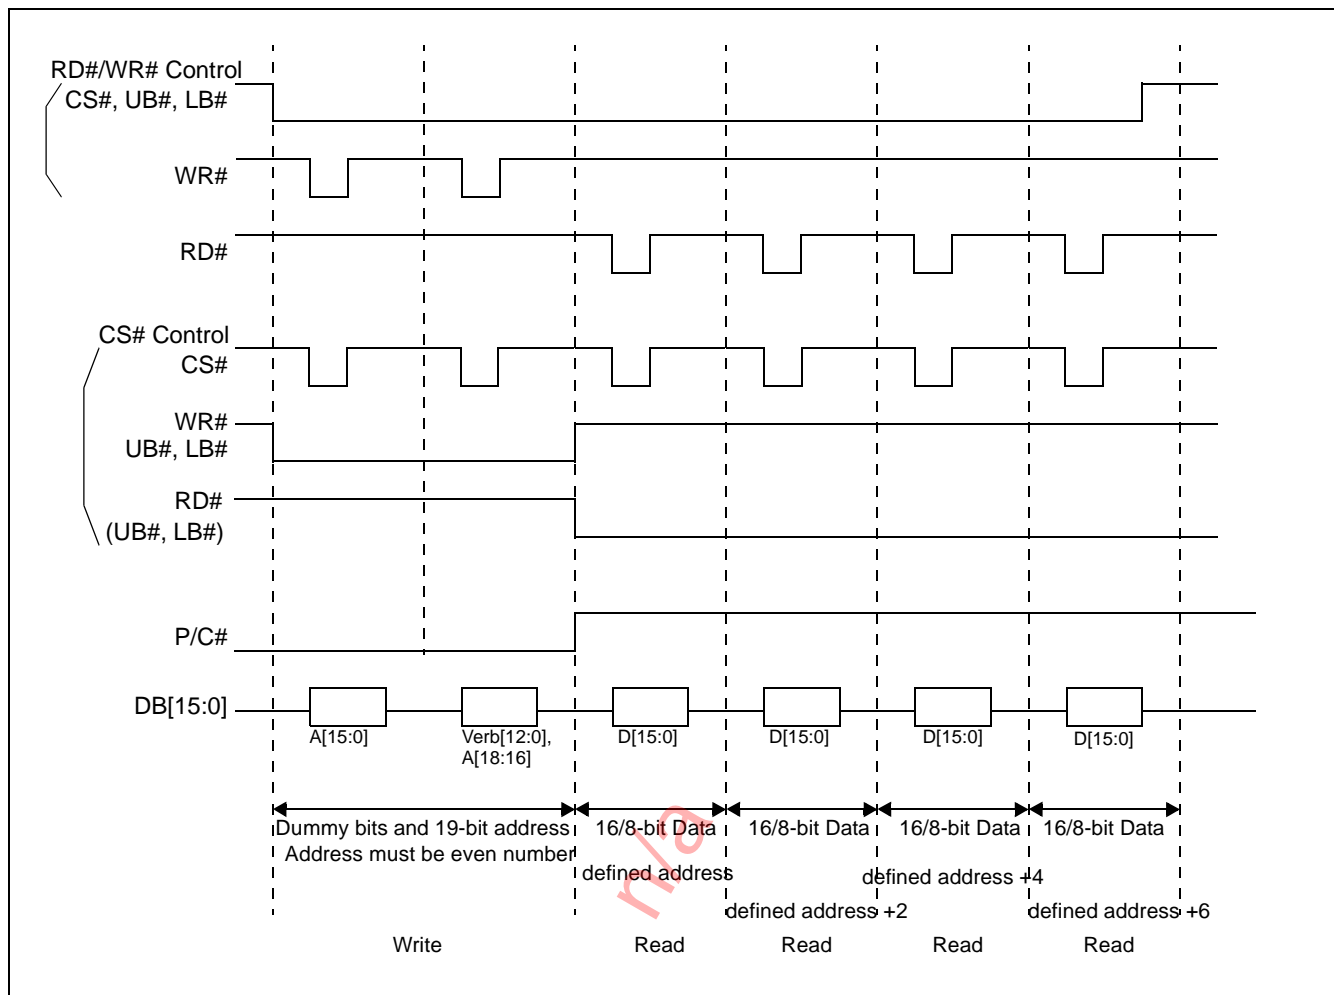 RD#/WR# Control
CS#, UB#, LB#
WR#
RD#
CS# Control
CS#
WR#
UB#, LB#
RD#
(UB#, LB#)
P/C#
DB[15:0]
A[15:0]
Verb[12:0],
A[18:16]
D[15:0]
D[15:0]
D[15:0]
D[15:0]
Dummy bits and 19-bit address
Address must be even number
16/8-bit Data
16/8-bit Data
16/8-bit Data
16/8-bit Data
defined address
defined address +2
defined address +4
defined address +6
Write
Read
Read
Read
Read
n/a